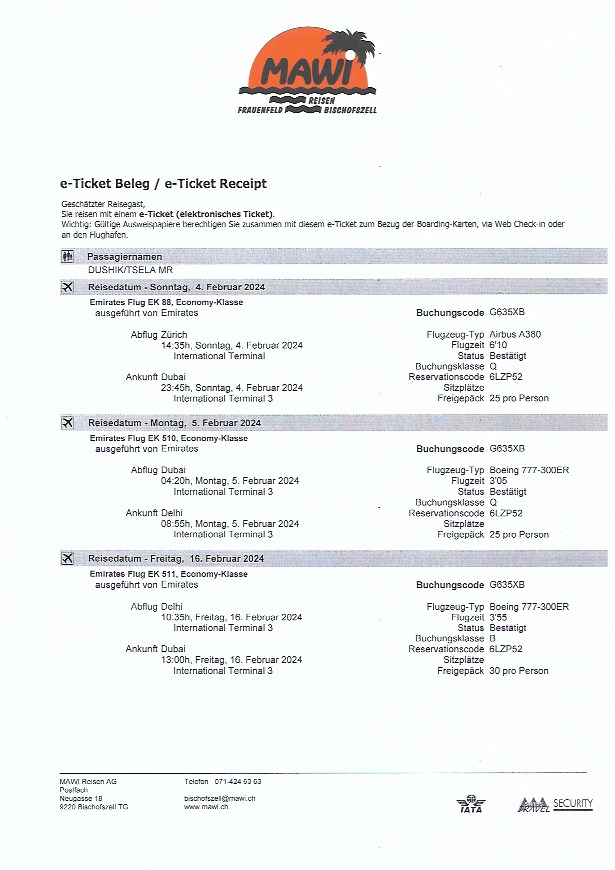 MAWI
REISEN
FRAUENFELD BISCHOFSZELL
e-Ticket Beleg / e-Ticket Receipt
Geschätzter Reisegast,
Sie reisen mit einem e-Ticket (elektronisches Ticket).
Wichtig: Gültige Ausweispapiere berechtigen Sie zusammen mit diesem e-Ticket zum Bezug der Boarding-Karten, via Web Check-in oder
an den Flughafen.
Passagiernamen
DUSHIK/TSELA MR
Reisedatum - Sonntag, 4. Februar 2024
Emirates Flug EK 88, Economy-Klasse
ausgeführt von Emirates Buchungscode G635XB
Abflug Zürich Flugzeug-Typ Airbus A380
14:35h, Sonntag, 4. Februar 2024 Flugzeit 6'10
International Terminal Status Bestätigt
Buchungsklasse Q
Ankunft Dubai Reservationscode 6LZP52
23:45h, Sonntag, 4. Februar 2024 Sitzplätze
International Terminal 3 Freigepäck 25 pro Person
Reisedatum - Montag, 5. Februar 2024
Emirates Flug EK 510, Economy-Klasse
ausgeführt von Emirates Buchungscode G635XB
Abflug Dubai Flugzeug-Typ Boeing 777-300ER
04:20h, Montag, 5. Februar 2024 Flugzeit 3'05
International Terminal 3 Status Bestätigt
Buchungsklasse Q
Ankunft Delhi Reservationscode 6LZP52
08:55h, Montag, 5. Februar 2024 Sitzplätze
International Terminal 3 Freigepäck 25 pro Person
Reisedatum - Freitag, 16. Februar 2024
Emirates Flug EK 511, Economy-Klasse
ausgeführt von Emirates Buchungscode G635XB
Abflug Delhi Flugzeug-Typ Boeing 777-300ER
10:35h, Freitag, 16. Februar 2024 Flugzeit 3'55
International Terminal 3 Status Bestätigt
Buchungsklasse B
Ankunft Dubai Reservationscode 6LZP52
13:00h, Freitag, 16. Februar 2024 Sitzplätze
International Terminal 3 Freigepäck 30 pro Person
MAWI Reisen AG Telefon 071-424 63 63
Postfach
Neugasse 18 bischofszell@mawi.ch
9220 Bischofszell TG www.mawi.ch
IATA
TRAVEL SECURITY